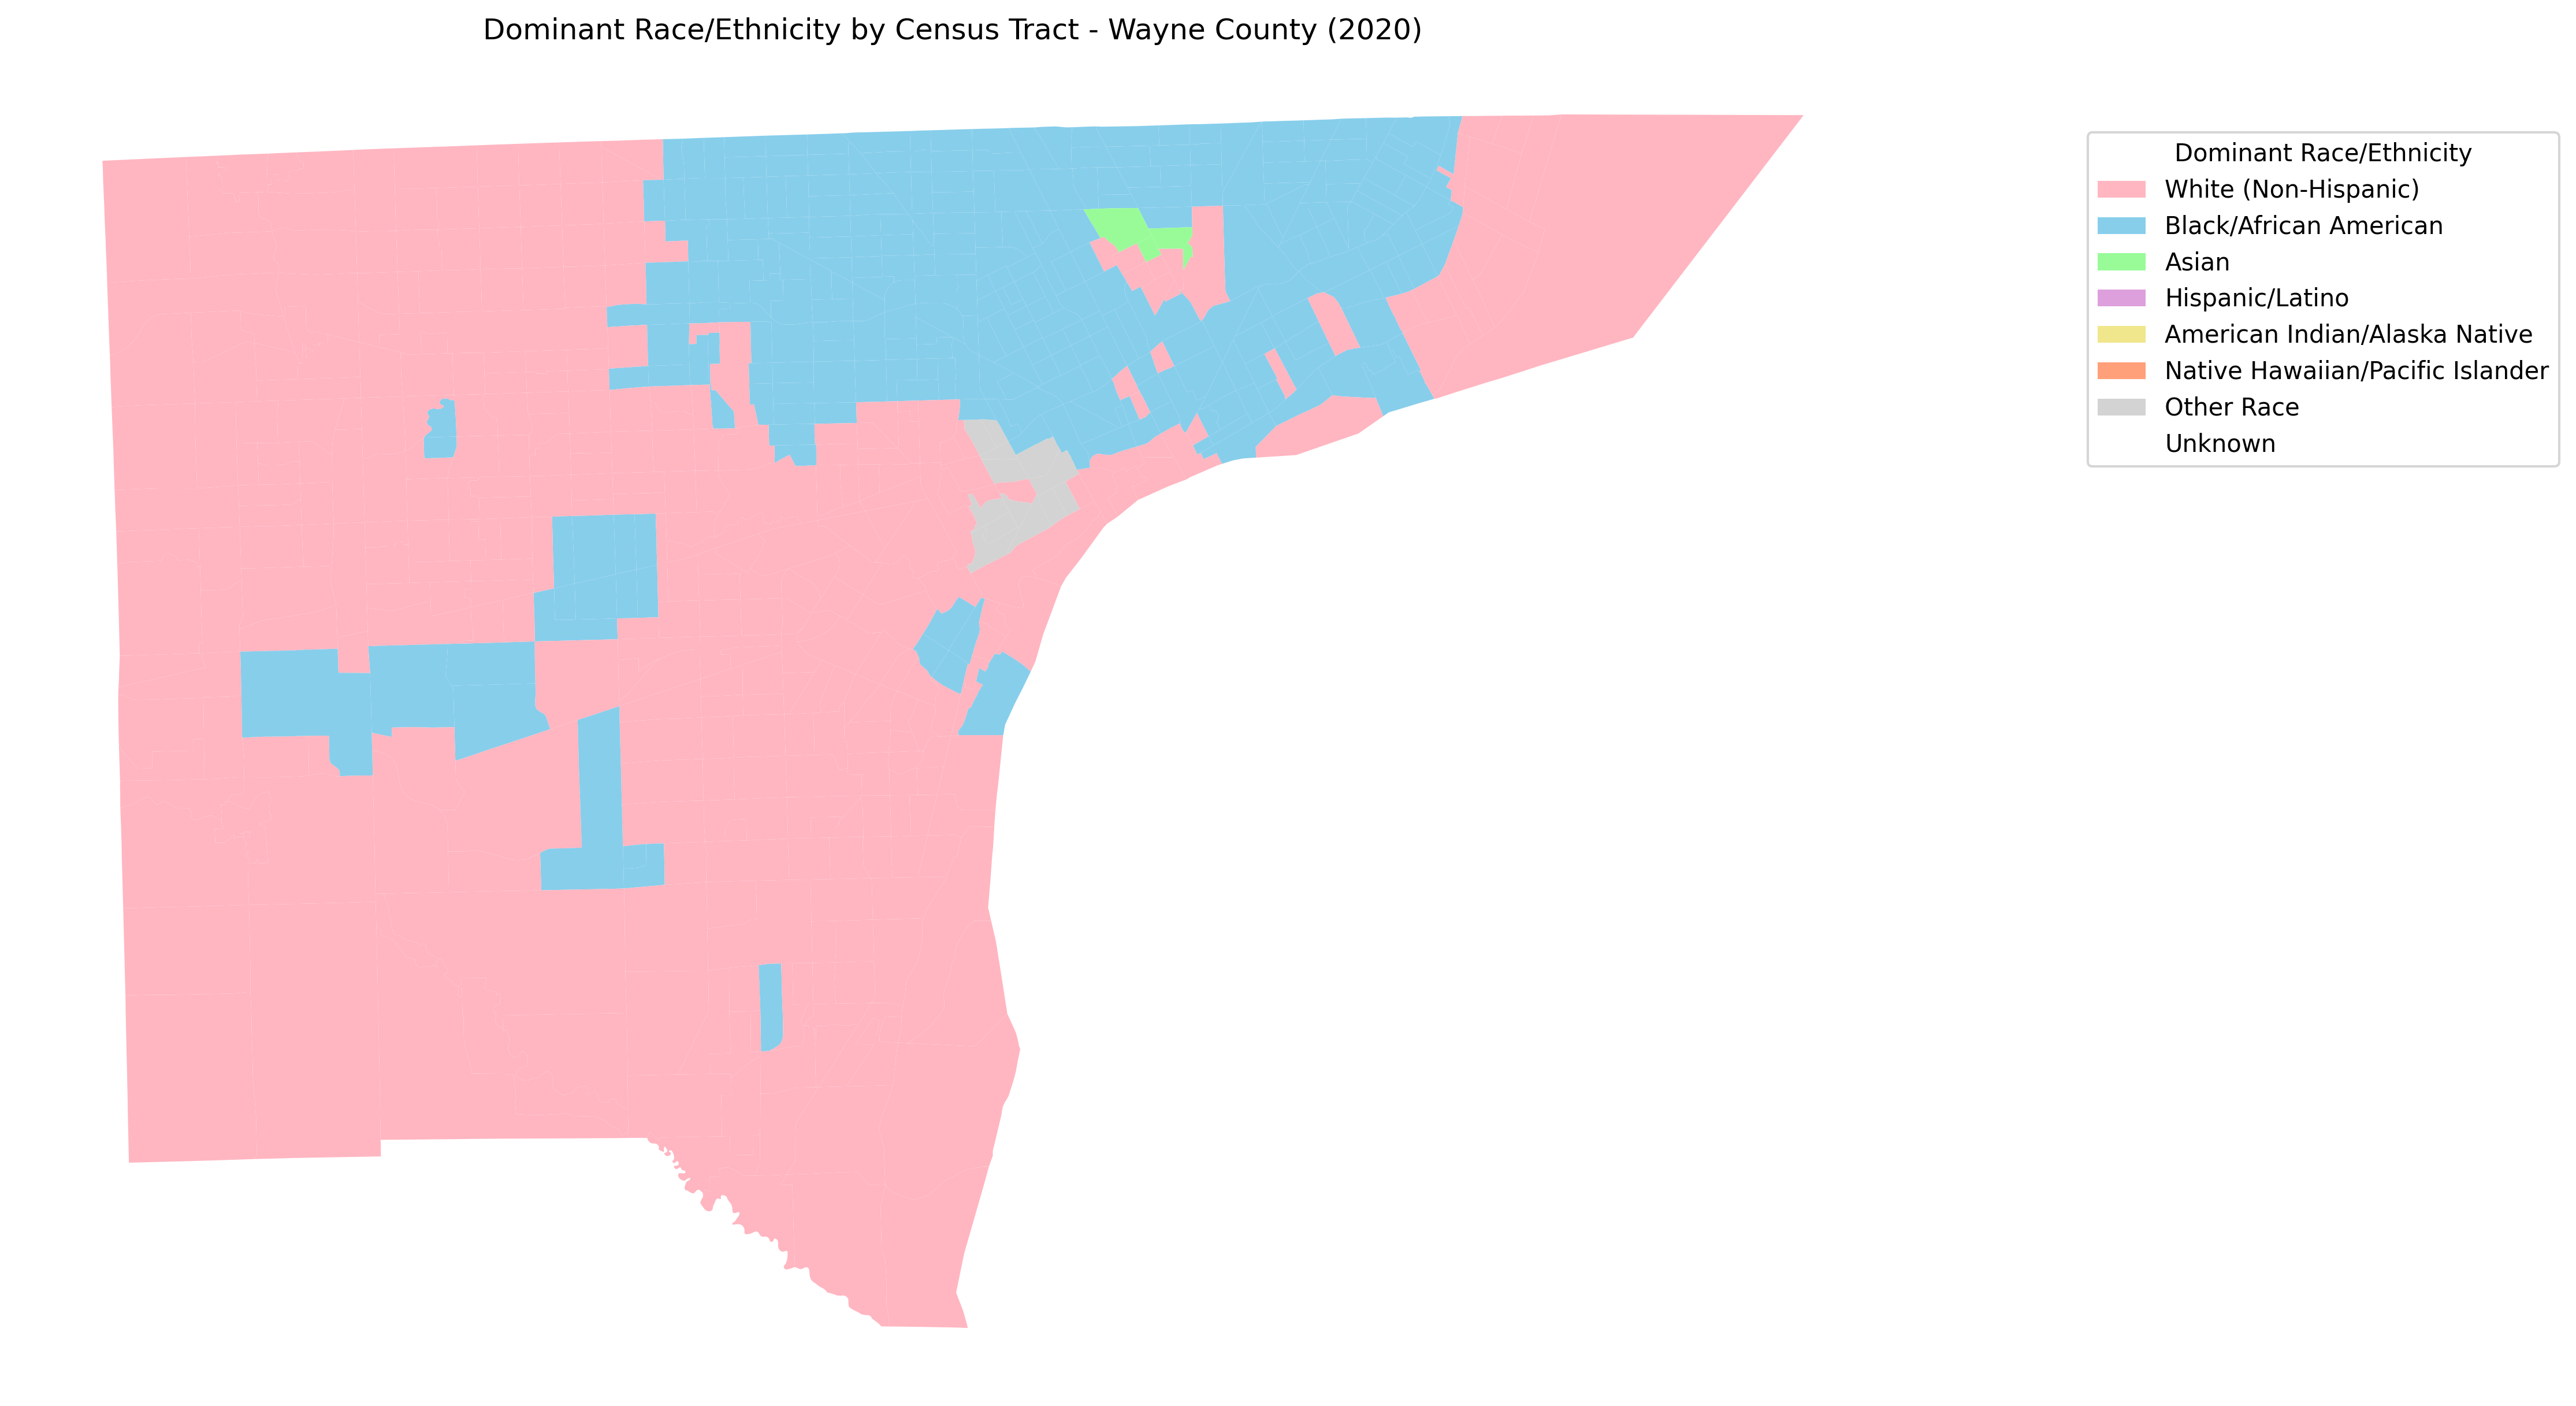 Dominant Race/Ethnicity by Census Tract - Wayne County (2020)
Dominant Race/Ethnicity
White (Non-Hispanic)
Black/African American
Asian
Hispanic/Latino
American Indian/Alaska Native
Native Hawaiian/Pacific Islander
Other Race
Unknown